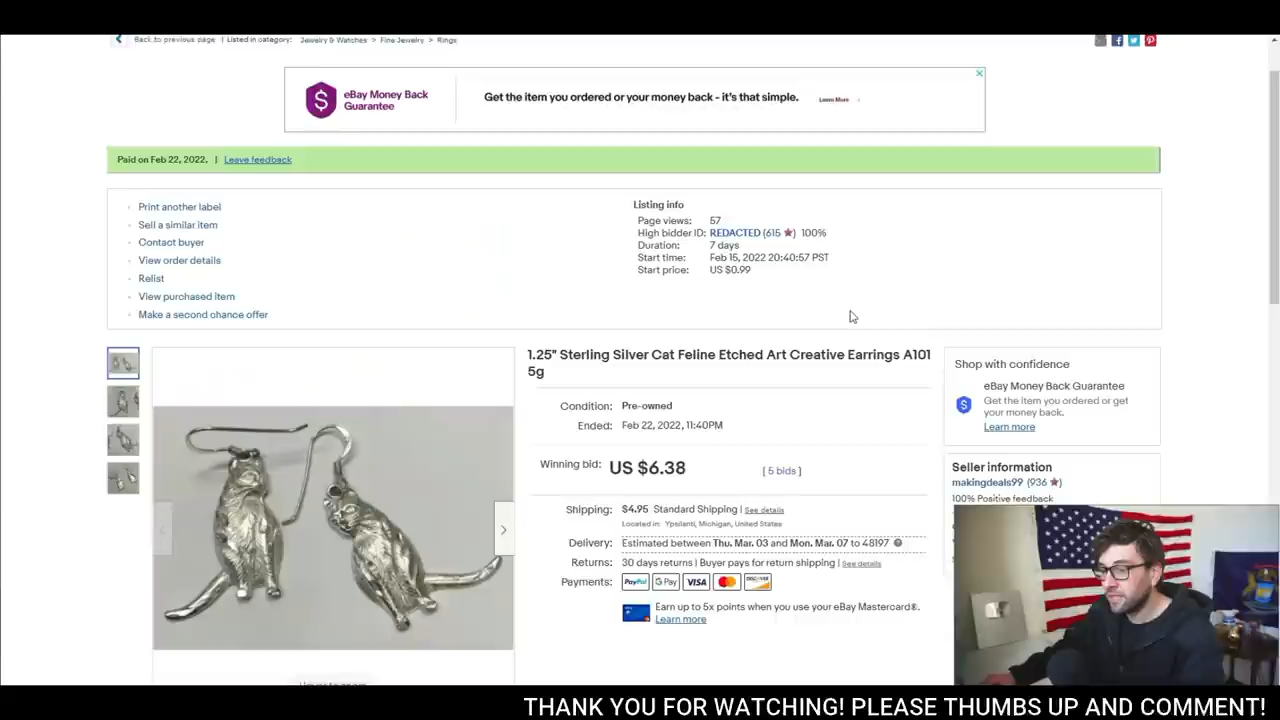 Back to previous page | Listed in category: Jewelry & Watches > Fine Jewelry > Rings
eBay Money Back
Guarantee
Get the item you ordered or your money back - it's that simple.
Learn More
Paid on Feb 22, 2022. | Leave feedback
Print another label
Sell a similar item
Contact buyer
View order details
Relist
View purchased item
Make a second chance offer
Listing info
Page views: 57
High bidder ID: REDACTED (615 ★) 100%
Duration: 7 days
Start time: Feb 15, 2022 20:40:57 PST
Start price: US $0.99
1.25" Sterling Silver Cat Feline Etched Art Creative Earrings A101
5g
Condition: Pre-owned
Ended: Feb 22, 2022, 11:40PM
Winning bid: US $6.38 [ 5 bids ]
Shipping: $4.95 Standard Shipping | See details
Located in: Ypsilanti, Michigan, United States
Delivery: Estimated between Thu. Mar. 03 and Mon. Mar. 07 to 48197
Returns: 30 days returns | Buyer pays for return shipping | See details
Payments: PayPal G Pay VISA DISCOVER
Earn up to 5x points when you use your eBay Mastercard®.
Learn more
Shop with confidence
eBay Money Back Guarantee
Get the item you ordered or get
your money back.
Learn more
Seller information
makingdeals99 (936 ★)
100% Positive feedback
THANK YOU FOR WATCHING! PLEASE THUMBS UP AND COMMENT!